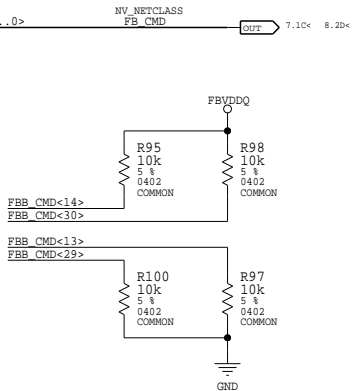 NV_NETCLASS
..0>
FB_CMD
OUT
7.1C< 8.2D<
FBVDDQ
R95
10k
5 %
0402
COMMON
R98
10k
5 %
0402
COMMON
FBB_CMD<14>
FBB_CMD<30>
FBB_CMD<13>
FBB_CMD<29>
R100
10k
5 %
0402
COMMON
R97
10k
5 %
0402
COMMON
GND